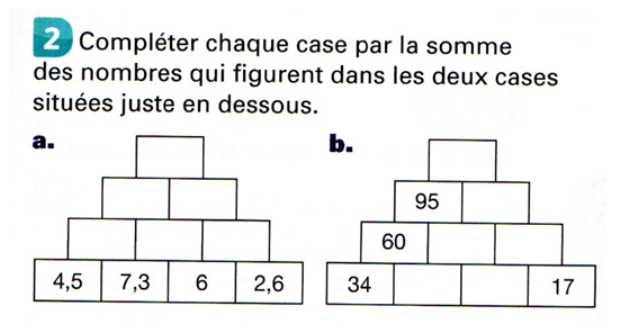 2 Compléter chaque case par la somme
des nombres qui figurent dans les deux cases
situées juste en dessous.
a.
4,5 7,3 6 2,6
b.
95
60
34 17